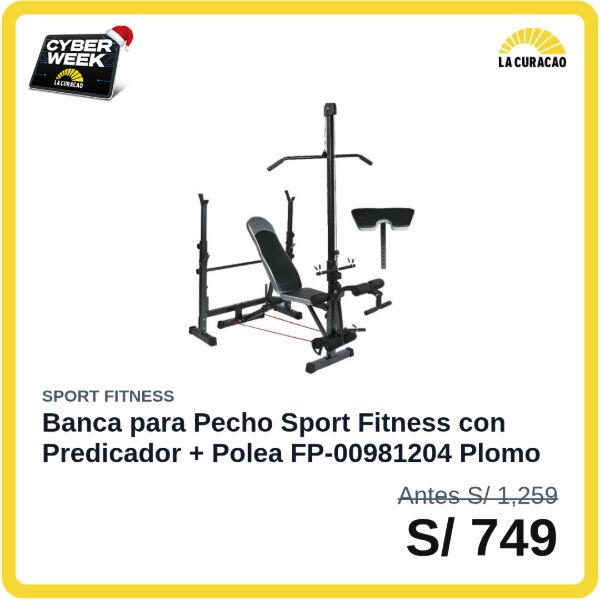 CYBER
WEEK
LA CURACAO
LA CURACAO
SPORT FITNESS
Banca para Pecho Sport Fitness con
Predicador + Polea FP-00981204 Plomo
Antes S/ 1,259
S/ 749